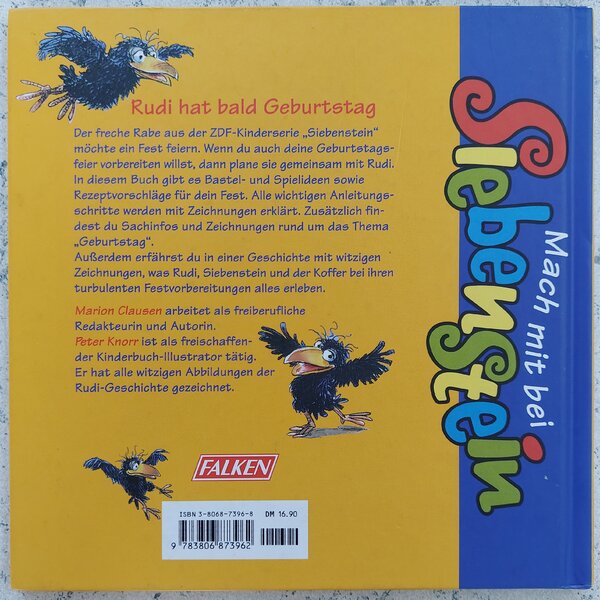 Rudi hat bald Geburtstag
Der freche Rabe aus der ZDF-Kinderserie „Siebenstein“
möchte ein Fest feiern. Wenn du auch deine Geburtstags-
feier vorbereiten willst, dann plane sie gemeinsam mit Rudi.
In diesem Buch gibt es Bastel- und Spielideen sowie
Rezeptvorschläge für dein Fest. Alle wichtigen Anleitungs-
schritte werden mit Zeichnungen erklärt. Zusätzlich fin-
dest du Sachinfos und Zeichnungen rund um das Thema
„Geburtstag“.
Außerdem erfährst du in einer Geschichte mit witzigen
Zeichnungen, was Rudi, Siebenstein und der Koffer bei ihren
turbulenten Festvorbereitungen alles erleben.
Marion Clausen arbeitet als freiberufliche
Redakteurin und Autorin.
Peter Knorr ist als freischaffen-
der Kinderbuch-Illustrator tätig.
Er hat alle witzigen Abbildungen der
Rudi-Geschichte gezeichnet.
FALKEN
ISBN 3-8068-7396-8 DM 16.90
9 783806 873962
Mach mit bei
Siebenstein